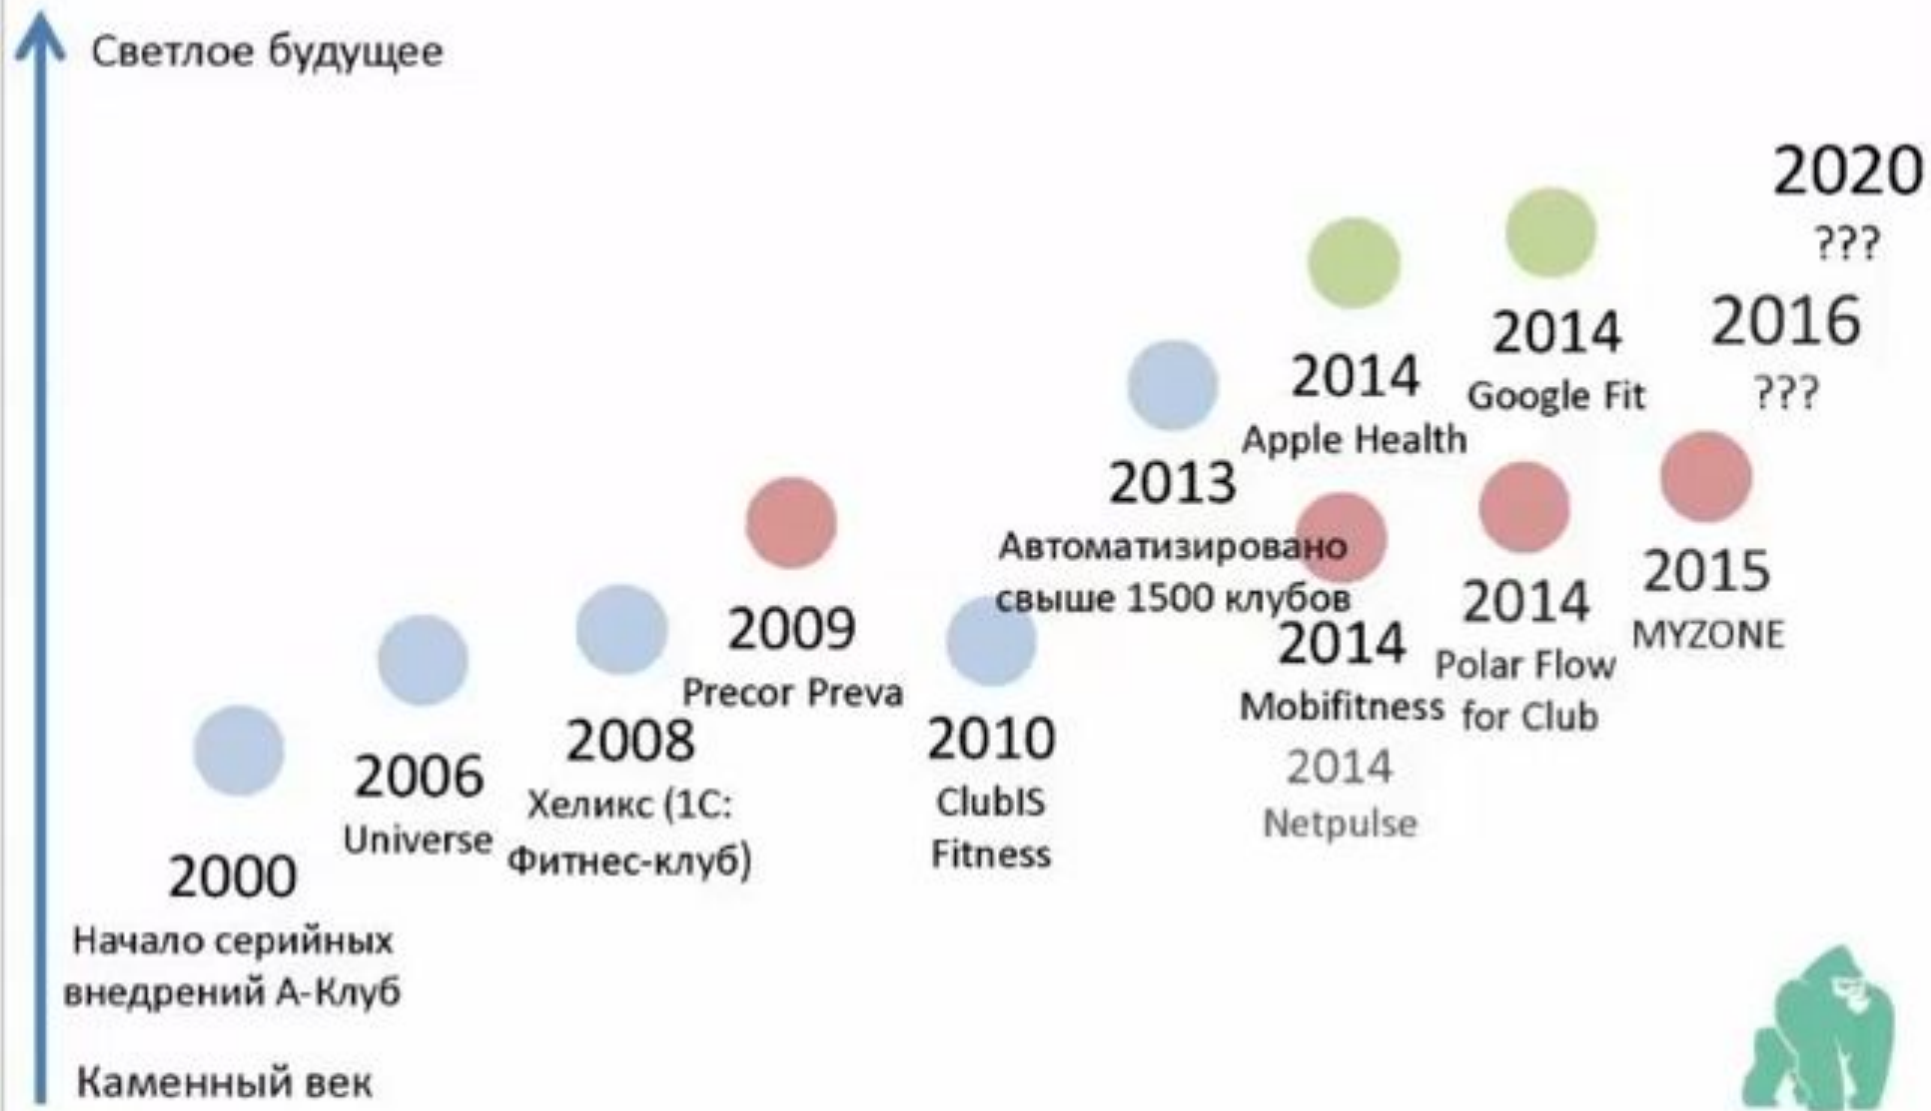 Светлое будущее
2020
???
2016
???
2014
Google Fit
2014
Apple Health
2013
Автоматизировано
свыше 1500 клубов
2015
MYZONE
2014
Polar Flow
for Club
2014
Mobifitness
2014
Netpulse
2009
Precor Preva
2010
ClubIS
Fitness
2008
Хеликс (1С:
Фитнес-клуб)
2006
Universe
2000
Начало серийных
внедрений А-Клуб
Каменный век